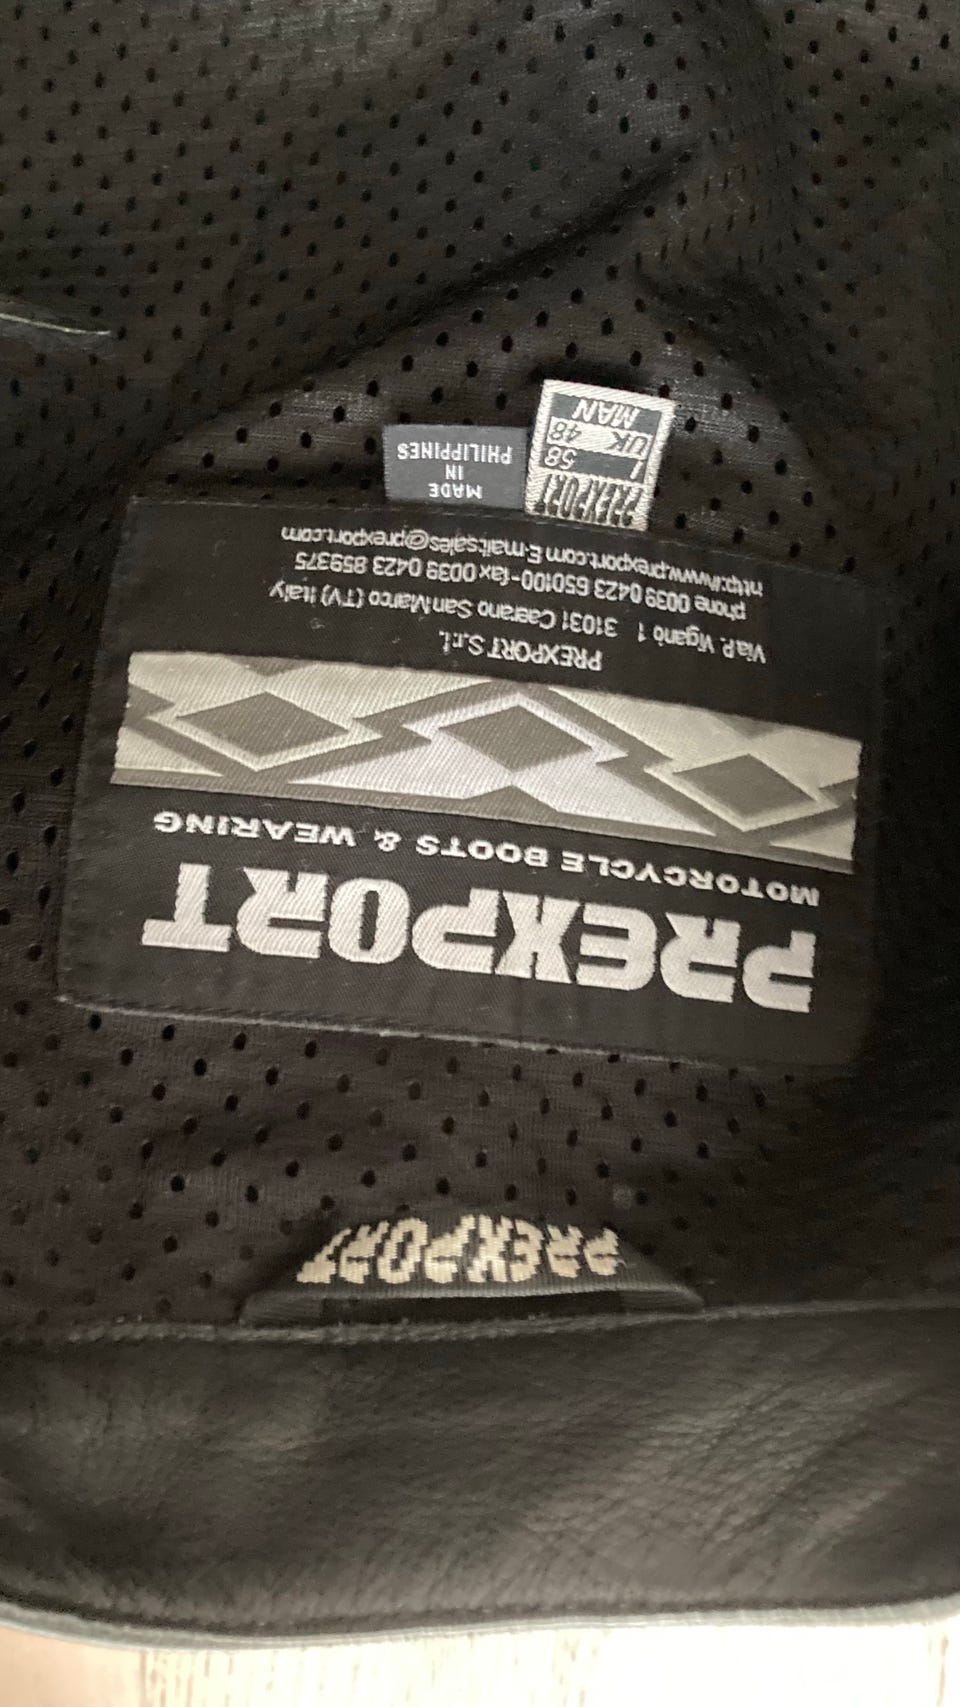 PREXPORT
PREXPORT
MOTORCYCLE BOOTS & WEARING
PREXPORT S.r.l.
Via P. Viganò 1 31031 Caerano San Marco (TV) Italy
phone 0039 0423 650100-fax 0039 0423 859375
http://www.prexport.com E-mail:sales@prexport.com
PREXPORT
I 58
UK 48
MAN
MADE
IN
PHILIPPINES